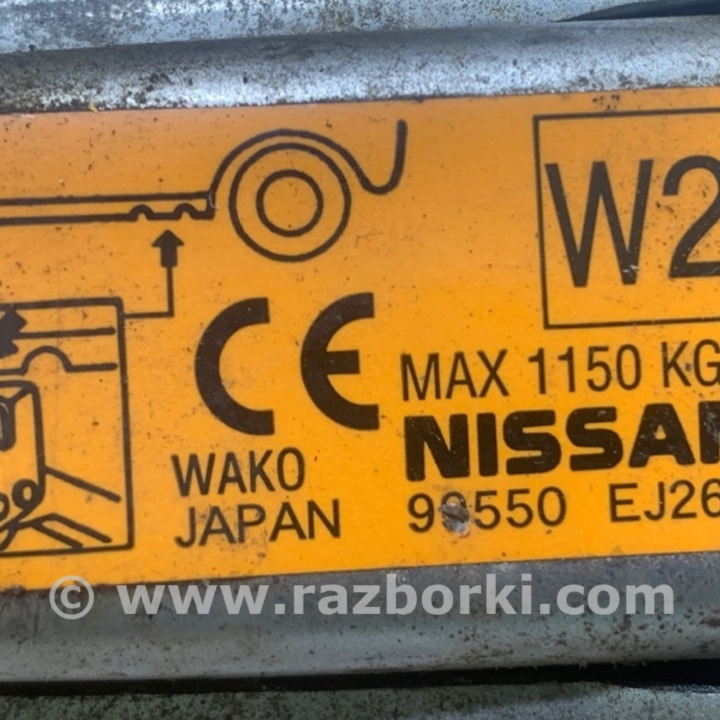 W2
CE
MAX 1150 KG
WAKO
NISSAN
JAPAN
99550 EJ26
© www.razborki.com